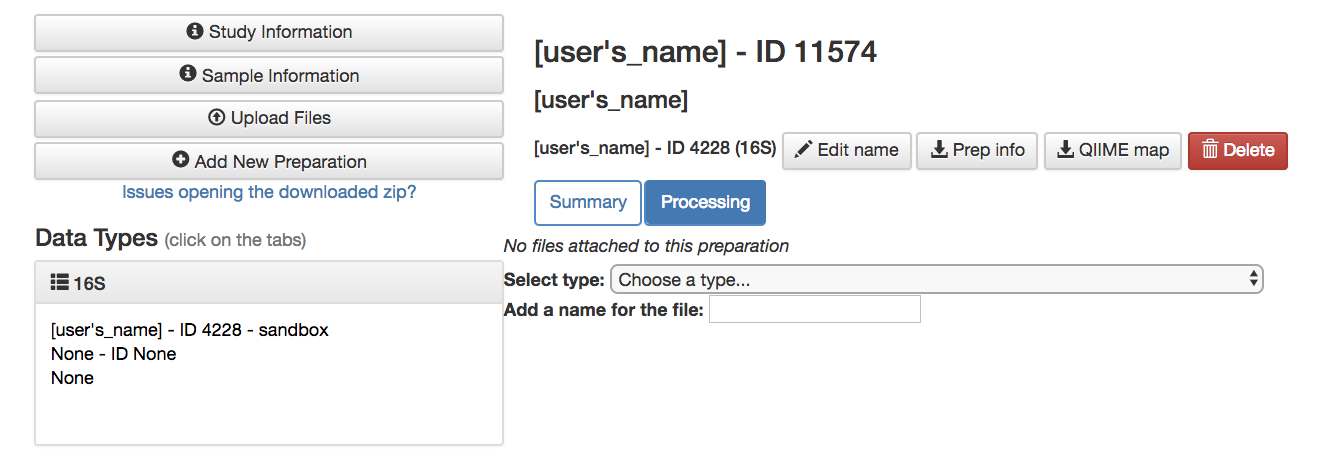 Study Information
Sample Information
Upload Files
Add New Preparation
Issues opening the downloaded zip?
Data Types (click on the tabs)
16S
[user's_name] - ID 4228 - sandbox
None - ID None
None
[user's_name] - ID 11574
[user's_name]
[user's_name] - ID 4228 (16S) Edit name Prep info QIIME map Delete
Summary Processing
No files attached to this preparation
Select type: Choose a type...
Add a name for the file: